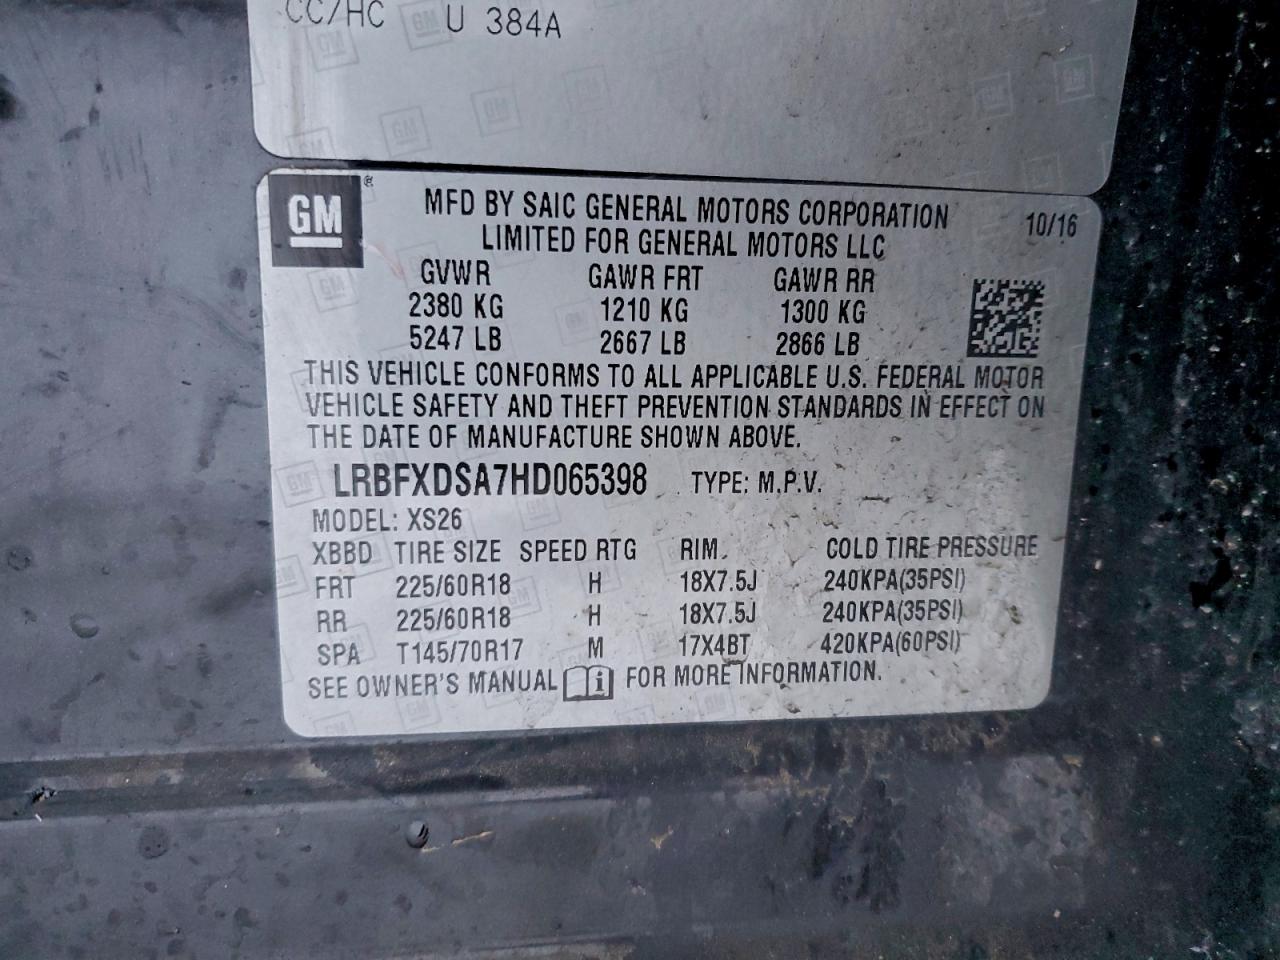 CC/HC U 384A
GM
MFD BY SAIC GENERAL MOTORS CORPORATION 10/16
LIMITED FOR GENERAL MOTORS LLC
GVWR GAWR FRT GAWR RR
2380 KG 1210 KG 1300 KG
5247 LB 2667 LB 2866 LB
THIS VEHICLE CONFORMS TO ALL APPLICABLE U.S. FEDERAL MOTOR
VEHICLE SAFETY AND THEFT PREVENTION STANDARDS IN EFFECT ON
THE DATE OF MANUFACTURE SHOWN ABOVE.
LRBFXDSA7HD065398 TYPE: M.P.V.
MODEL: XS26
XBBD TIRE SIZE SPEED RTG RIM COLD TIRE PRESSURE
FRT 225/60R18 H 18X7.5J 240KPA(35PSI)
RR 225/60R18 H 18X7.5J 240KPA(35PSI)
SPA T145/70R17 M 17X4BT 420KPA(60PSI)
SEE OWNER'S MANUAL i FOR MORE INFORMATION.